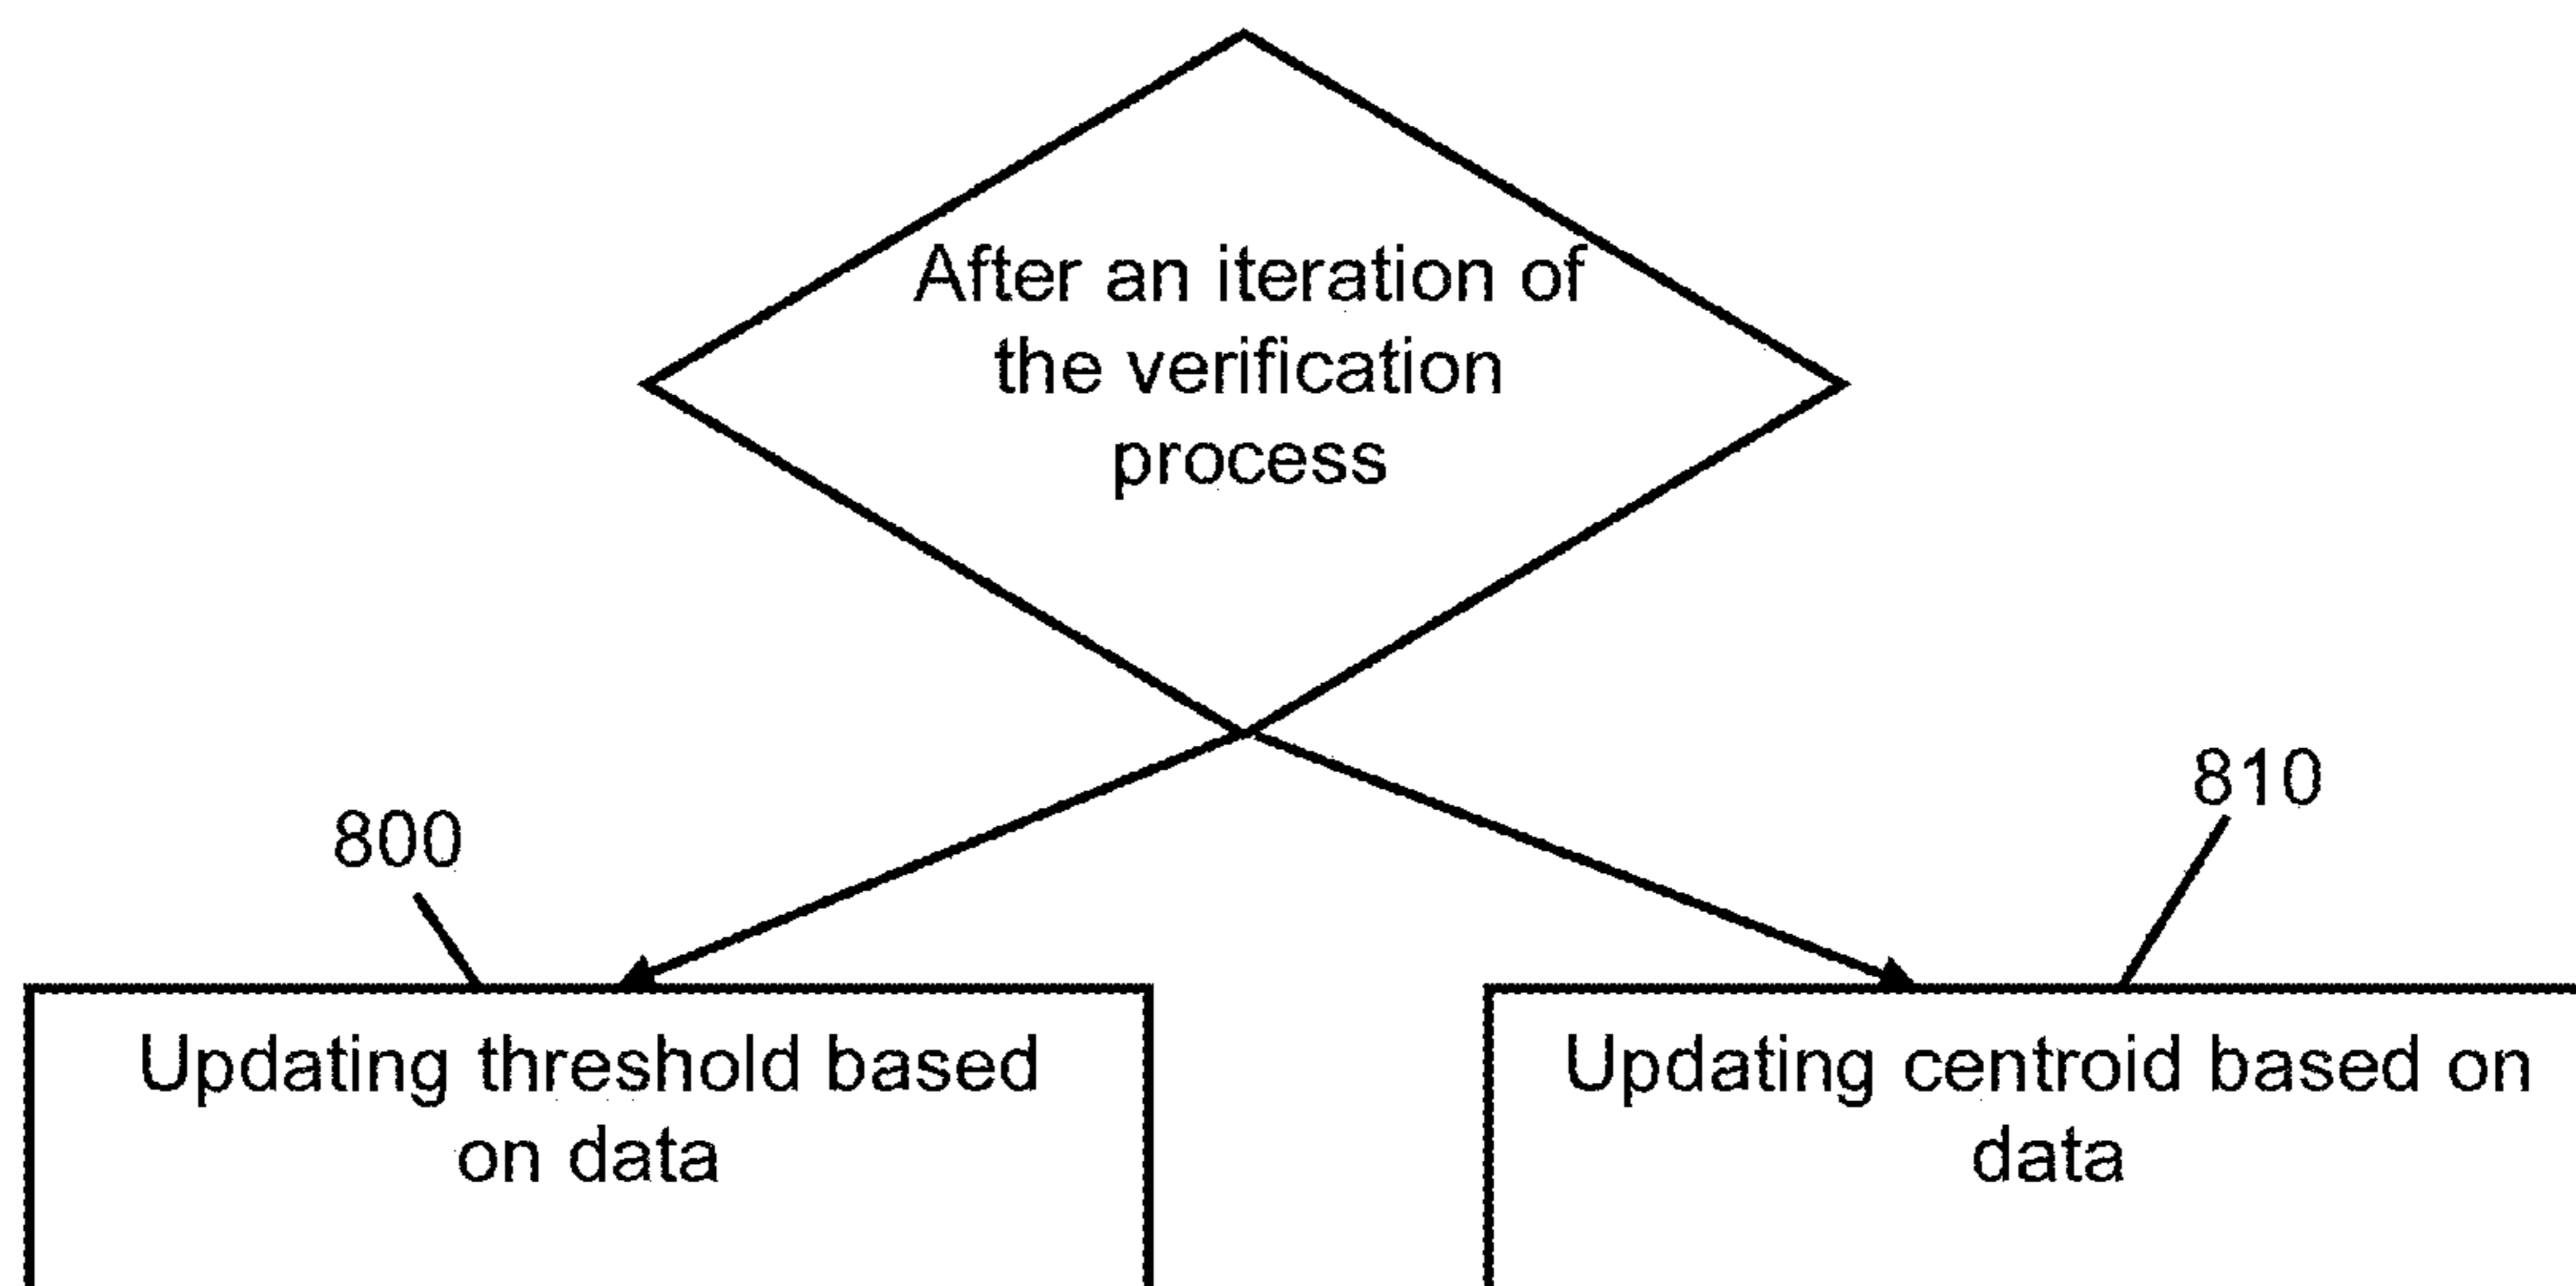 After an iteration of
the verification
process
810
800
Updating threshold based
on data
Updating centroid based on
data